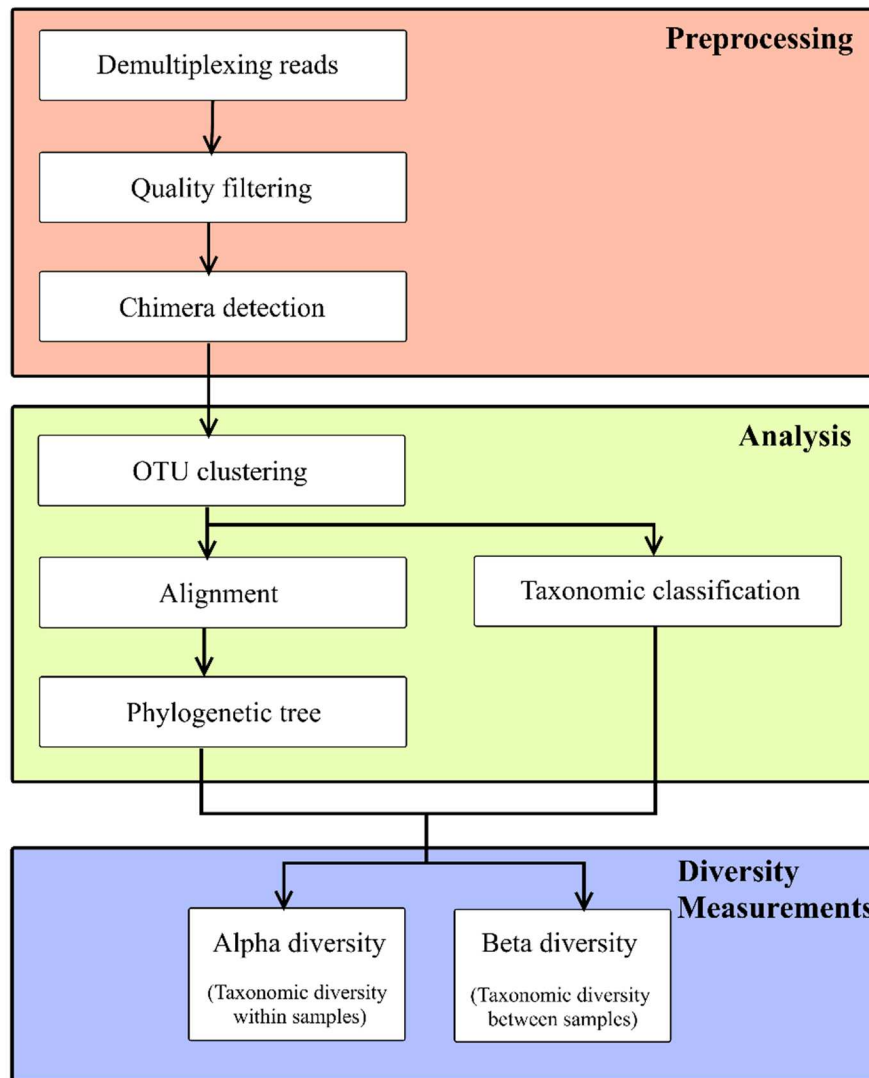 Preprocessing
Demultiplexing reads
Quality filtering
Chimera detection
Analysis
OTU clustering
Alignment
Taxonomic classification
Phylogenetic tree
Diversity
Measurements
Alpha diversity
(Taxonomic diversity
within samples)
Beta diversity
(Taxonomic diversity
between samples)